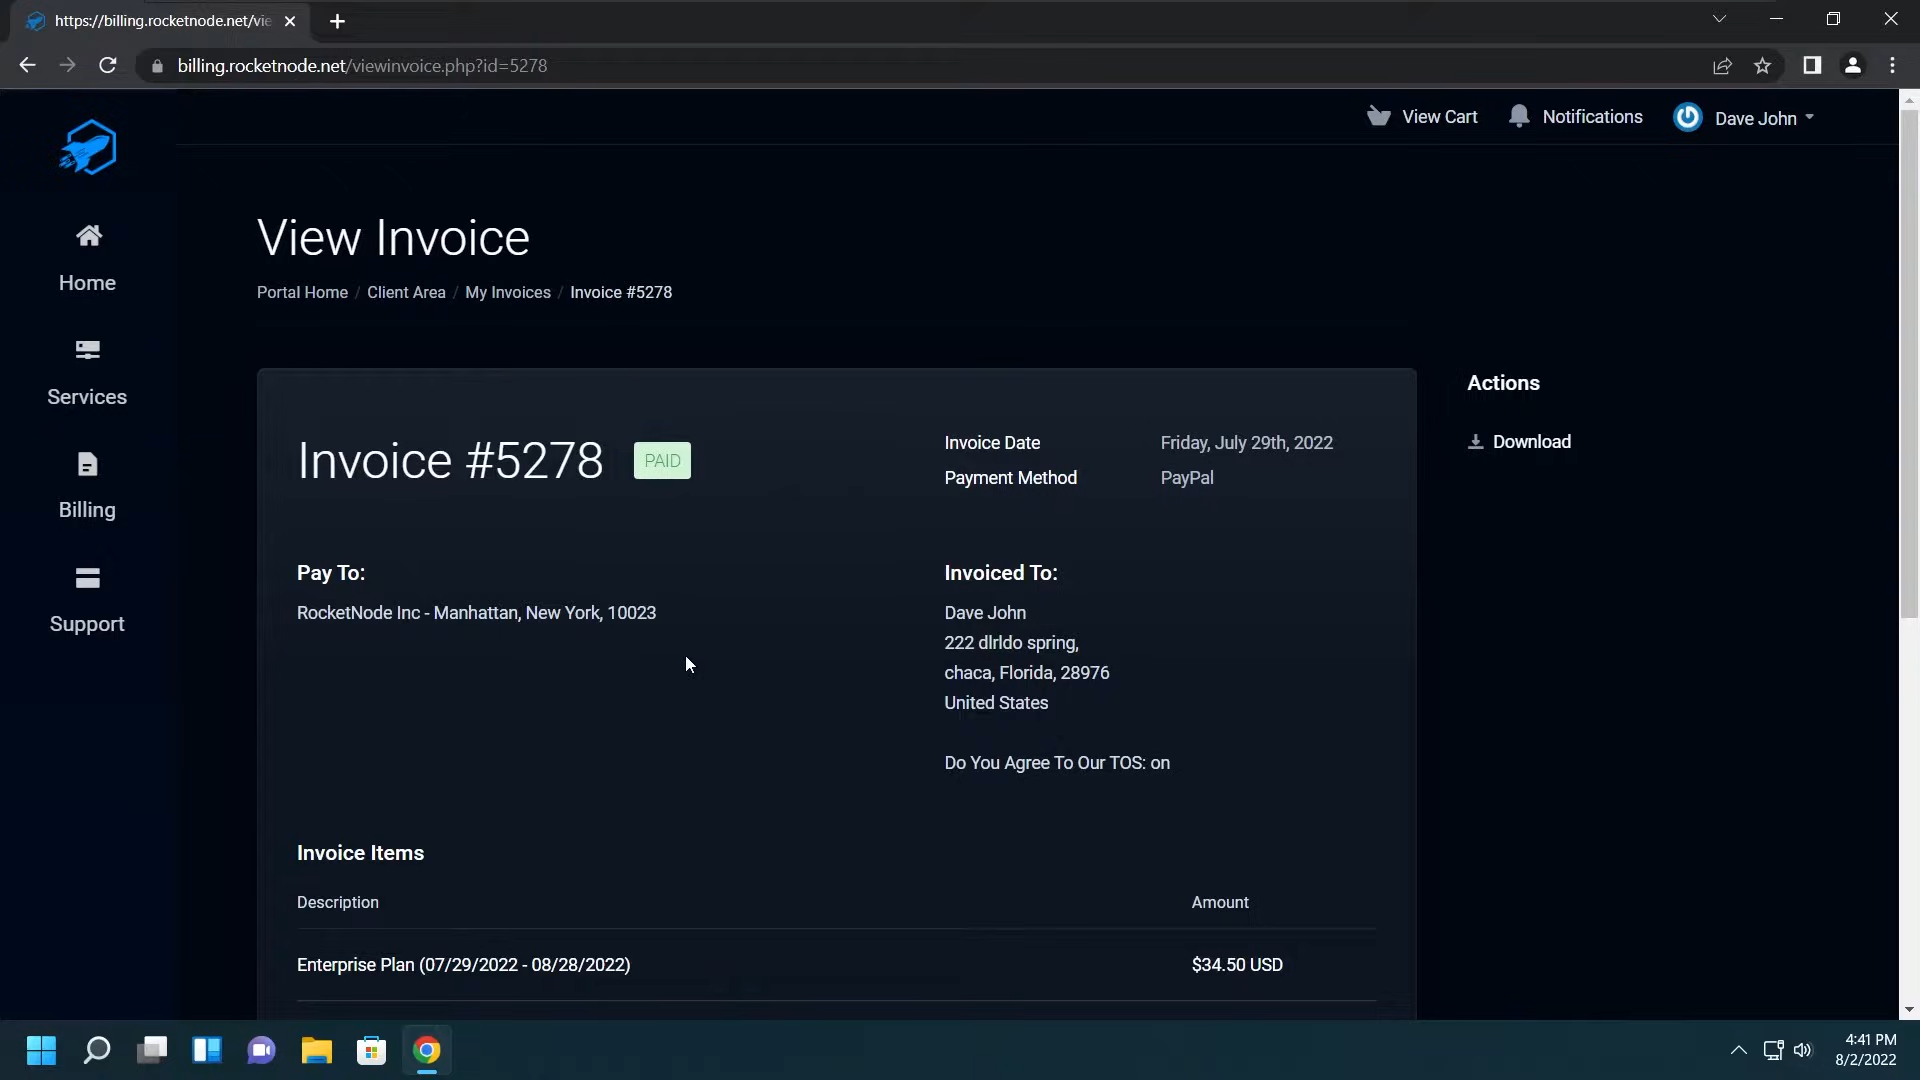 https://billing.rocketnode.net/vie
billing.rocketnode.net/viewinvoice.php?id=5278
View Cart
Notifications
Dave John
Home
Services
Billing
Support
View Invoice
Portal Home / Client Area / My Invoices / Invoice #5278
Invoice #5278 PAID
Invoice Date Friday, July 29th, 2022
Payment Method PayPal
Actions
Download
Pay To:
RocketNode Inc - Manhattan, New York, 10023
Invoiced To:
Dave John
222 dlrldo spring,
chaca, Florida, 28976
United States
Do You Agree To Our TOS: on
Invoice Items
Description Amount
Enterprise Plan (07/29/2022 - 08/28/2022) $34.50 USD
4:41 PM
8/2/2022